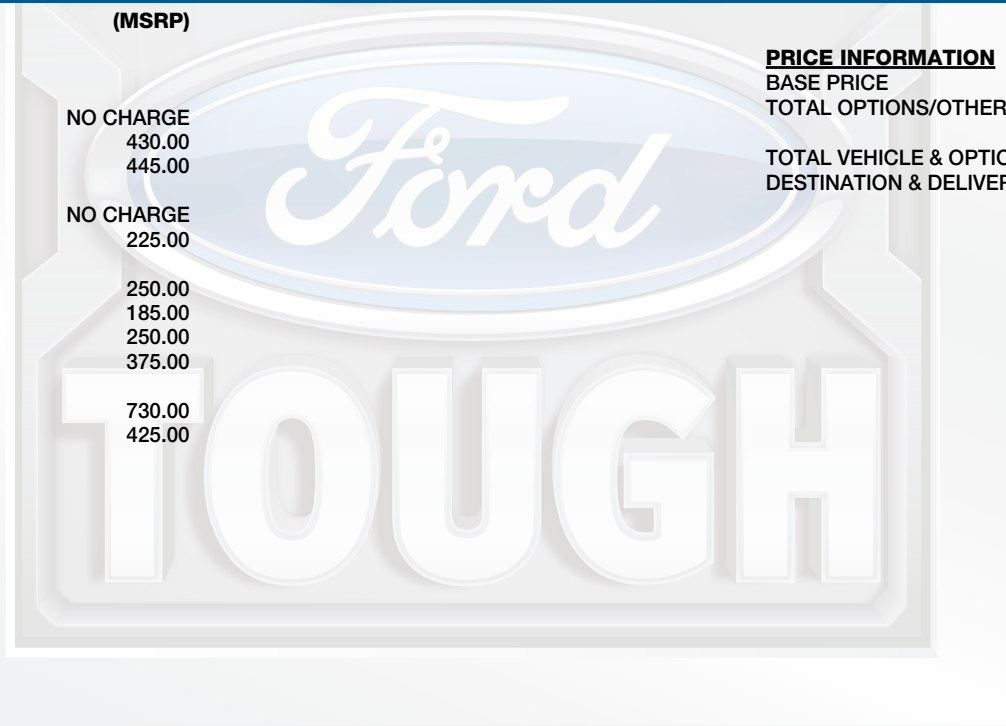 (MSRP)
NO CHARGE
430.00
445.00
NO CHARGE
225.00
250.00
185.00
250.00
375.00
730.00
425.00
PRICE INFORMATION
BASE PRICE
TOTAL OPTIONS/OTHER
TOTAL VEHICLE & OPTIO
DESTINATION & DELIVER
Ford
TOUGH